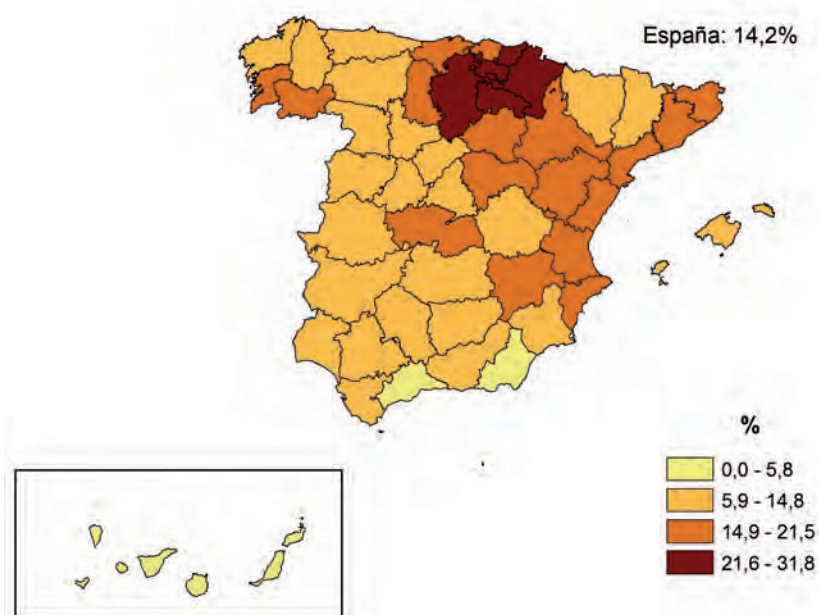 España: 14,2%
%
0,0 - 5,8
5,9 - 14,8
14,9 - 21,5
21,6 - 31,8